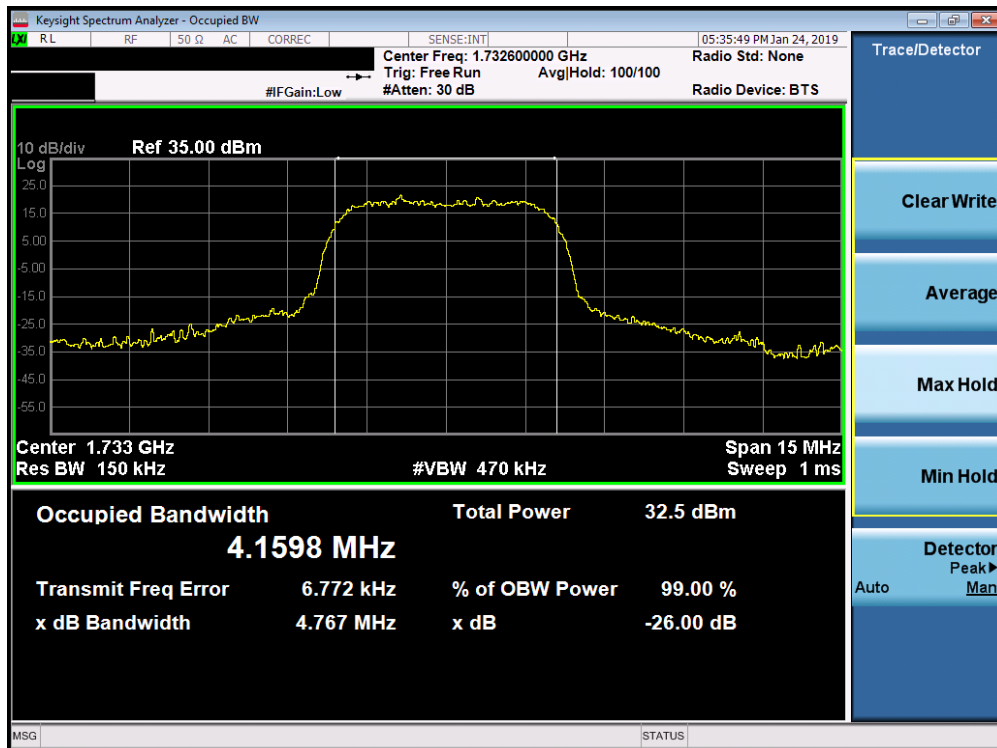 Keysight Spectrum Analyzer - Occupied BW
LXI RL RF 50 Ω AC CORREC SENSE:INT 05:35:49 PM Jan 24, 2019
Center Freq: 1.732600000 GHz Radio Std: None
Trig: Free Run Avg|Hold: 100/100
#IFGain:Low #Atten: 30 dB Radio Device: BTS
10 dB/div Ref 35.00 dBm
Log
25.0
15.0
5.00
-5.00
-15.0
-25.0
-35.0
-45.0
-55.0
Center 1.733 GHz Span 15 MHz
Res BW 150 kHz #VBW 470 kHz Sweep 1 ms
Occupied Bandwidth Total Power 32.5 dBm
4.1598 MHz
Transmit Freq Error 6.772 kHz % of OBW Power 99.00 %
x dB Bandwidth 4.767 MHz x dB -26.00 dB
MSG STATUS
Trace/Detector
Clear Write
Average
Max Hold
Min Hold
Detector
Peak▶
Auto Man